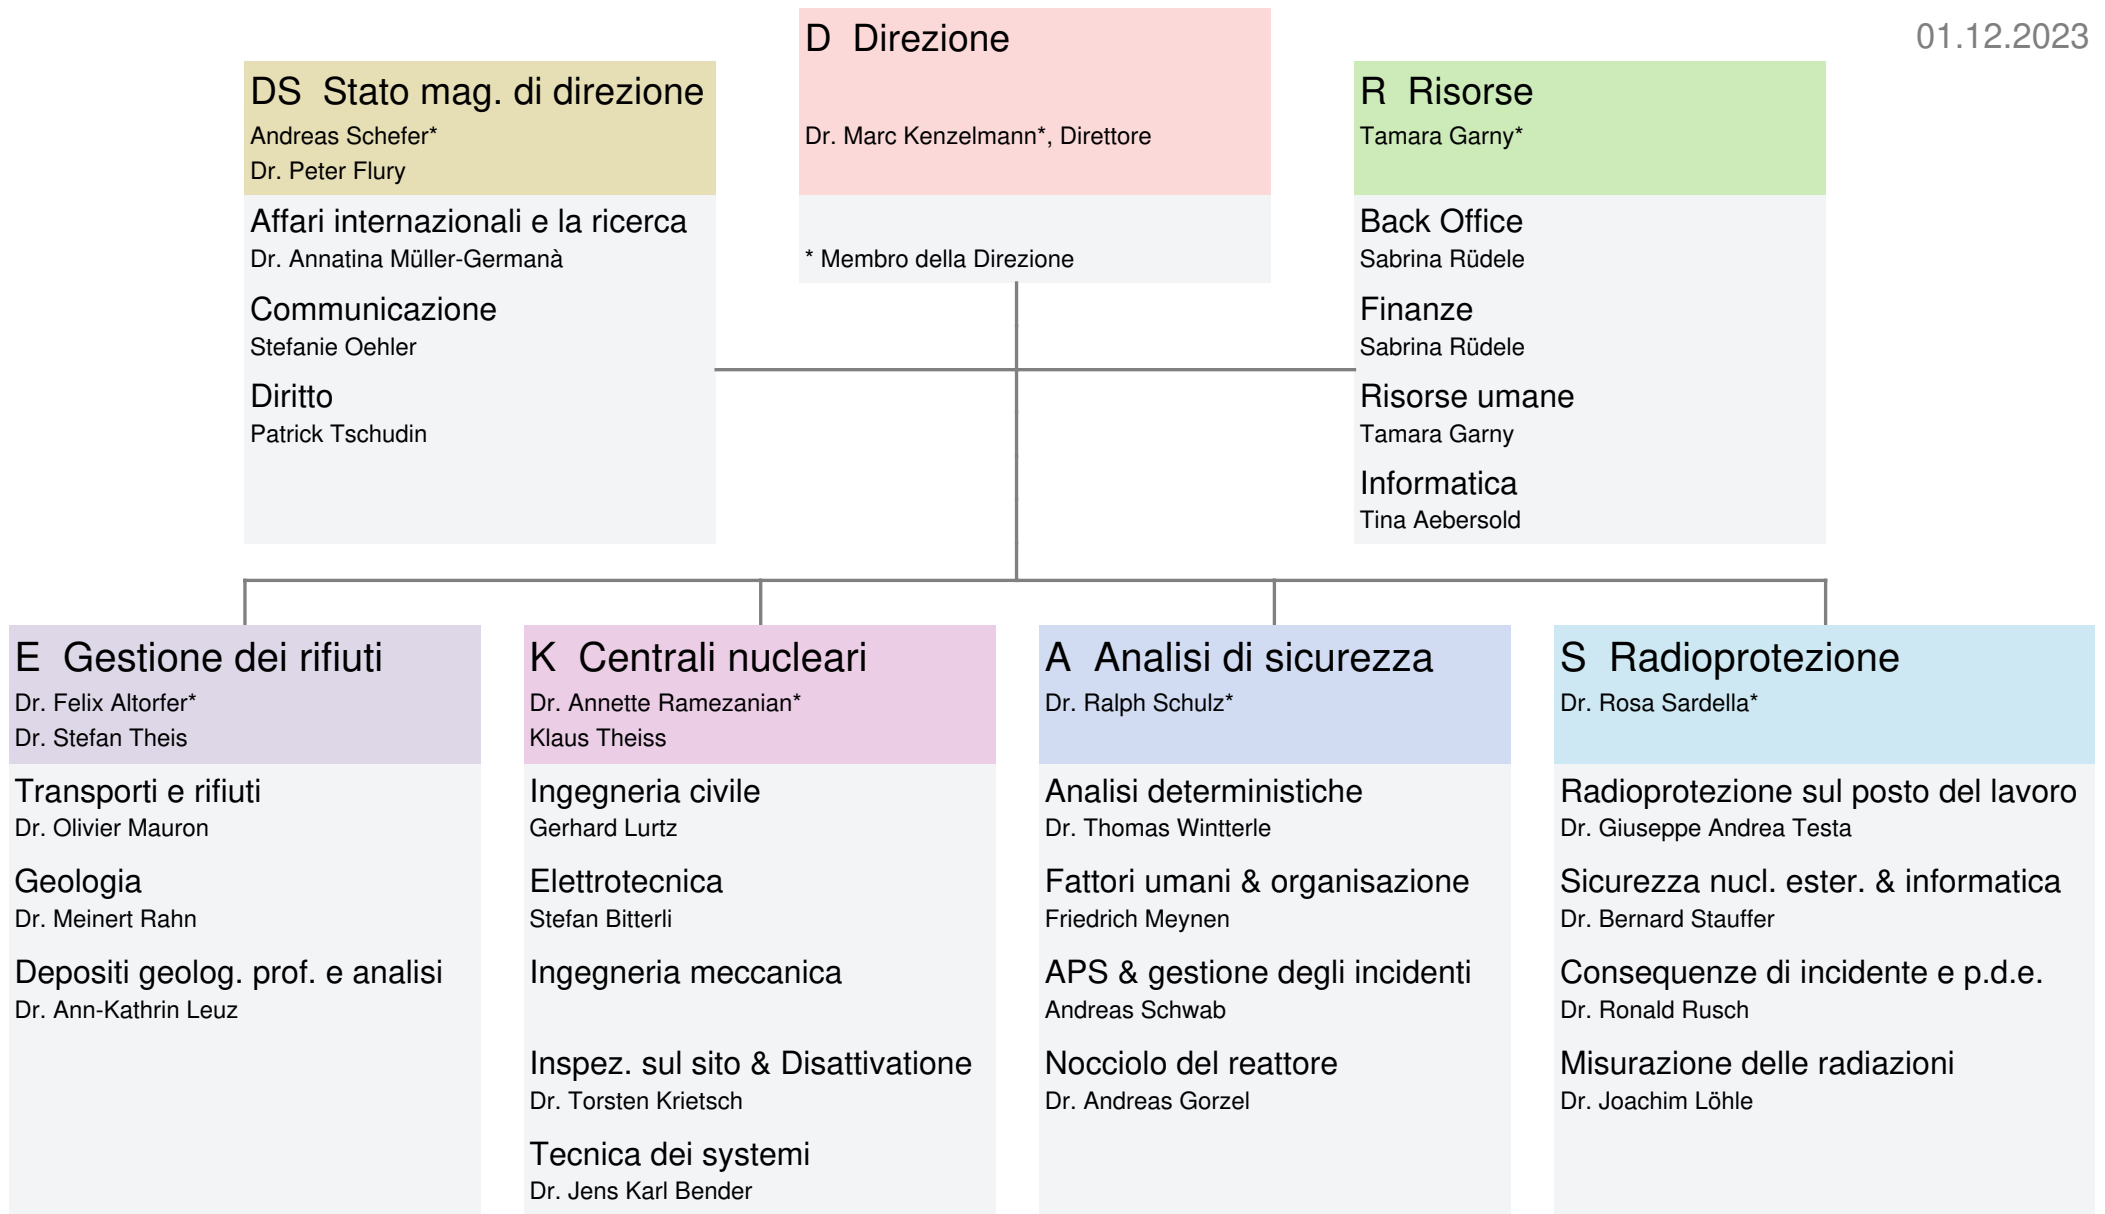 01.12.2023
D Direzione
Dr. Marc Kenzelmann*, Direttore
* Membro della Direzione
DS Stato mag. di direzione
Andreas Schefer*
Dr. Peter Flury
Affari internazionali e la ricerca
Dr. Annatina Müller-Germanà
Communicazione
Stefanie Oehler
Diritto
Patrick Tschudin
R Risorse
Tamara Garny*
Back Office
Sabrina Rüdele
Finanze
Sabrina Rüdele
Risorse umane
Tamara Garny
Informatica
Tina Aebersold
E Gestione dei rifiuti
Dr. Felix Altorfer*
Dr. Stefan Theis
Transporti e rifiuti
Dr. Olivier Mauron
Geologia
Dr. Meinert Rahn
Depositi geolog. prof. e analisi
Dr. Ann-Kathrin Leuz
K Centrali nucleari
Dr. Annette Ramezanian*
Klaus Theiss
Ingegneria civile
Gerhard Lurtz
Elettrotecnica
Stefan Bitterli
Ingegneria meccanica
Inspez. sul sito & Disattivatione
Dr. Torsten Krietsch
Tecnica dei systemi
Dr. Jens Karl Bender
A Analisi di sicurezza
Dr. Ralph Schulz*
Analisi deterministiche
Dr. Thomas Wintterle
Fattori umani & organisazione
Friedrich Meynen
APS & gestione degli incidenti
Andreas Schwab
Nocciolo del reattore
Dr. Andreas Gorzel
S Radioprotezione
Dr. Rosa Sardella*
Radioprotezione sul posto del lavoro
Dr. Giuseppe Andrea Testa
Sicurezza nucl. ester. & informatica
Dr. Bernard Stauffer
Consequenze di incidente e p.d.e.
Dr. Ronald Rusch
Misurazione delle radiazioni
Dr. Joachim Löhle